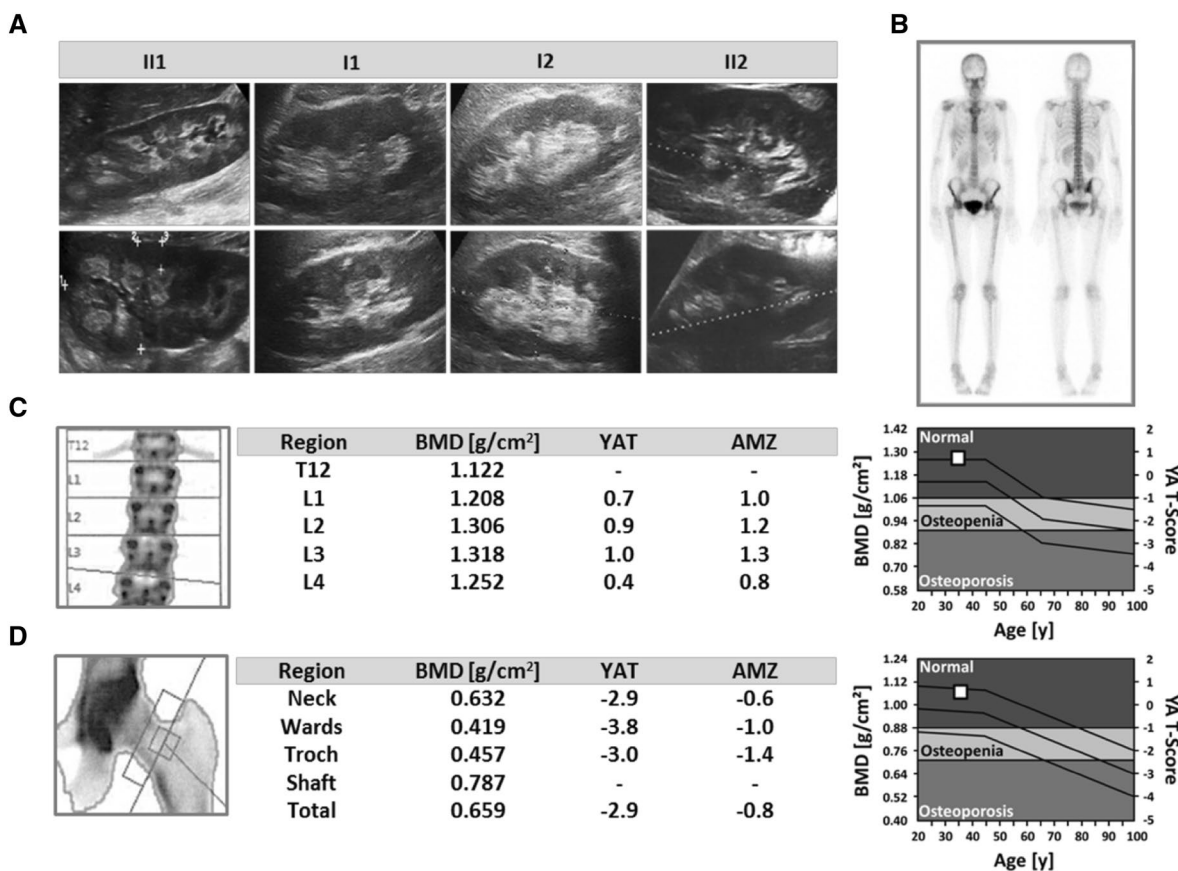 A
II1 I1 I2 II2
2 3
1
B
C
T12
L1
L2
L3
L4
Region BMD [g/cm²] YAT AMZ
T12 1.122 - -
L1 1.208 0.7 1.0
L2 1.306 0.9 1.2
L3 1.318 1.0 1.3
L4 1.252 0.4 0.8
BMD [g/cm²]
1.42
1.30
1.18
1.06
0.94
0.82
0.70
0.58
Normal
Osteopenia
Osteoporosis
2
1
0
-1
-2
-3
-4
-5
YA T-Score
20 30 40 50 60 70 80 90 100
Age [y]
D
Region BMD [g/cm²] YAT AMZ
Neck 0.632 -2.9 -0.6
Wards 0.419 -3.8 -1.0
Troch 0.457 -3.0 -1.4
Shaft 0.787 - -
Total 0.659 -2.9 -0.8
BMD [g/cm²]
1.24
1.12
1.00
0.88
0.76
0.64
0.52
0.40
Normal
Osteopenia
Osteoporosis
2
1
0
-1
-2
-3
-4
-5
YA T-Score
20 30 40 50 60 70 80 90 100
Age [y]